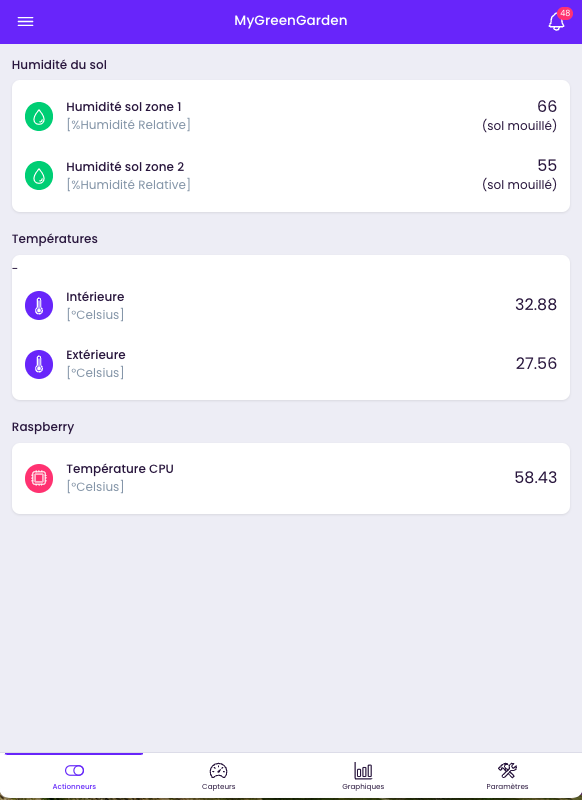 MyGreenGarden
48
Humidité du sol
Humidité sol zone 1
66
[%Humidité Relative]
(sol mouillé)
Humidité sol zone 2
55
[%Humidité Relative]
(sol mouillé)
Températures
-
Intérieure
32.88
[°Celsius]
Extérieure
27.56
[°Celsius]
Raspberry
Température CPU
58.43
[°Celsius]
Actionneurs
Capteurs
Graphiques
Paramètres